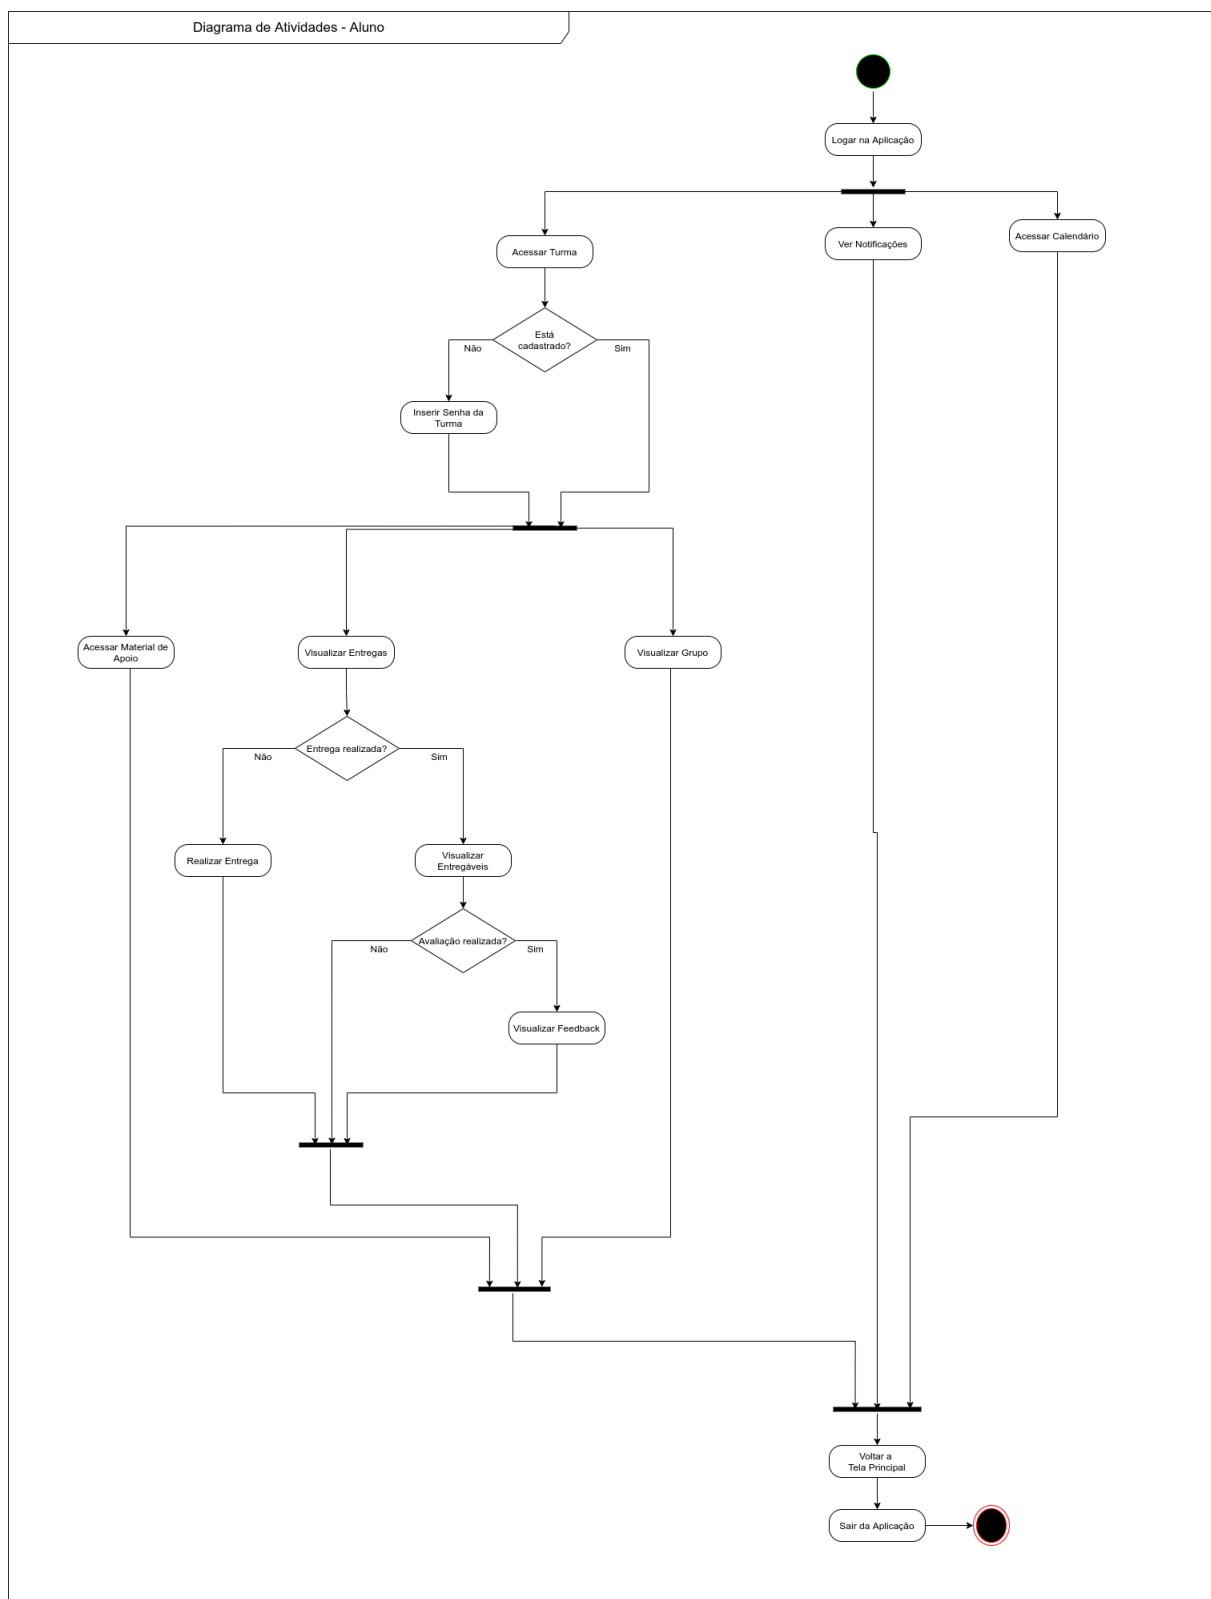 Diagrama de Atividades - Aluno
Logar na Aplicação
Acessar Turma
Ver Notificações
Acessar Calendário
Está
cadastrado?
Não
Sim
Inserir Senha da
Turma
Acessar Material de
Apoio
Visualizar Entregas
Visualizar Grupo
Entrega realizada?
Não
Sim
Realizar Entrega
Visualizar
Entregáveis
Avaliação realizada?
Não
Sim
Visualizar Feedback
Voltar a
Tela Principal
Sair da Aplicação